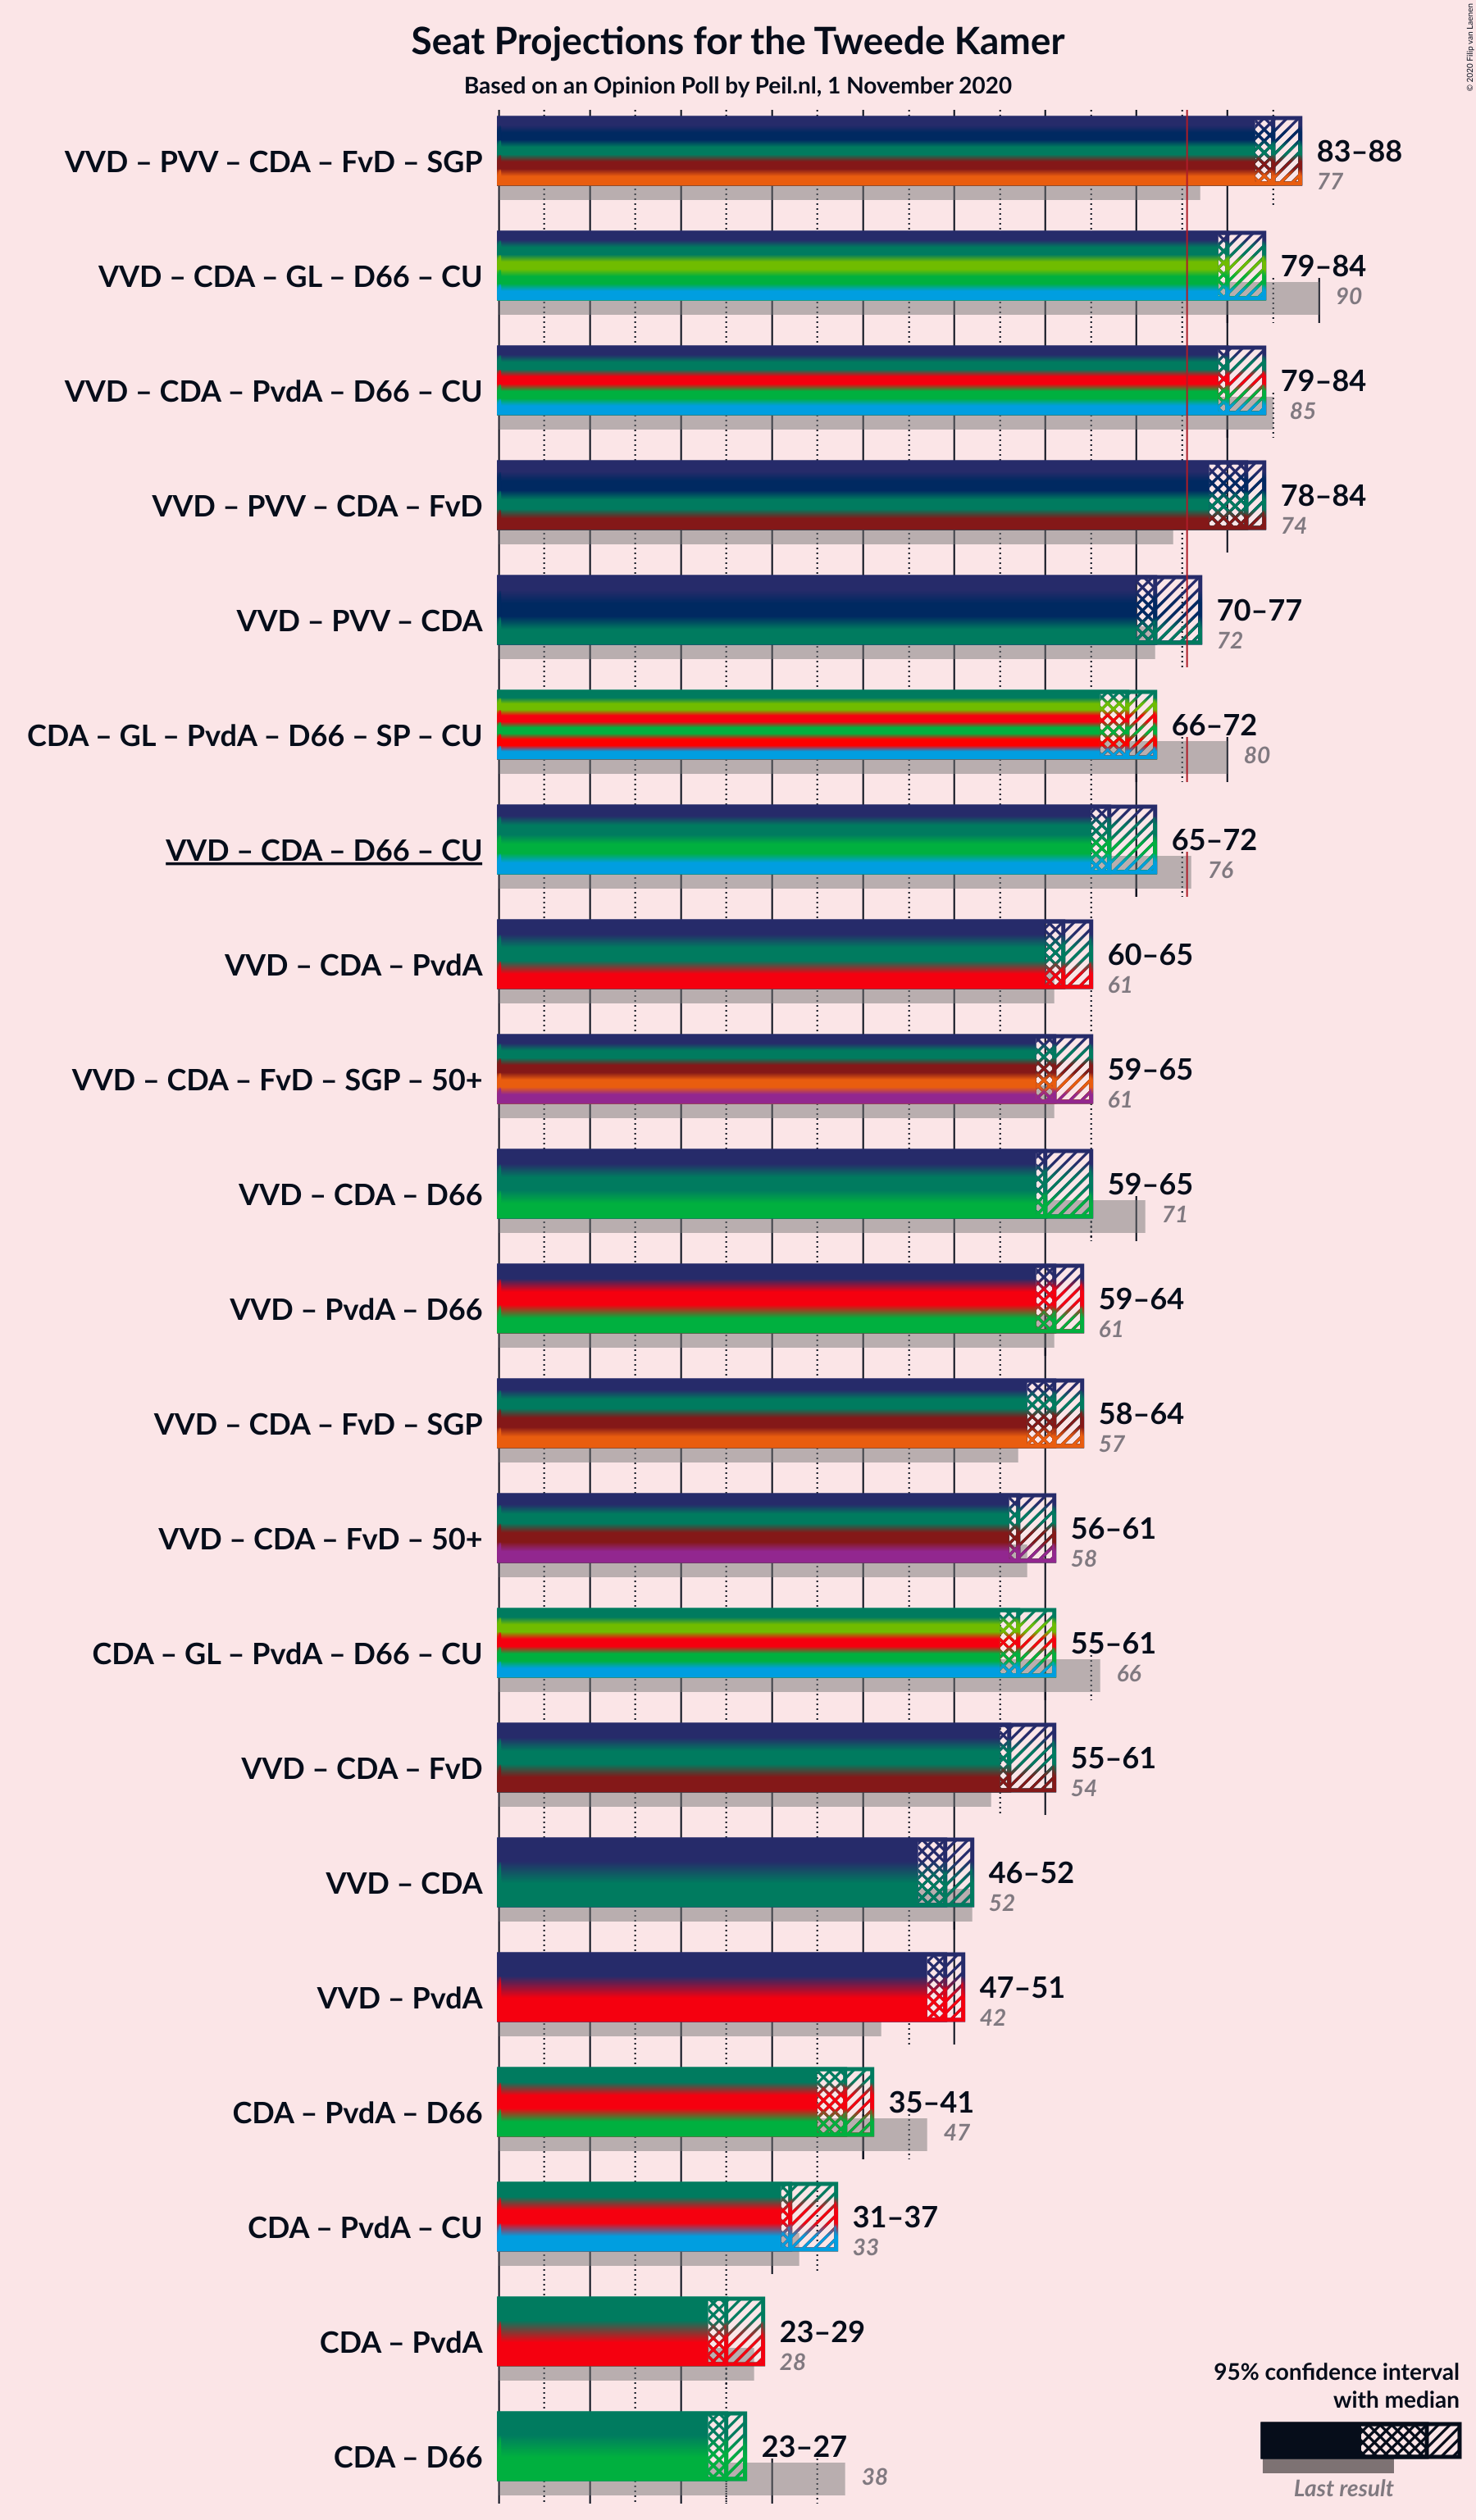 Seat Projections for the Tweede Kamer
Based on an Opinion Poll by Peil.nl, 1 November 2020
© 2020 Filip van Laenen
VVD – PVV – CDA – FvD – SGP
83–88
77
VVD – CDA – GL – D66 – CU
79–84
90
VVD – CDA – PvdA – D66 – CU
79–84
85
VVD – PVV – CDA – FvD
78–84
74
VVD – PVV – CDA
70–77
72
CDA – GL – PvdA – D66 – SP – CU
66–72
80
VVD – CDA – D66 – CU
65–72
76
VVD – CDA – PvdA
60–65
61
VVD – CDA – FvD – SGP – 50+
59–65
61
VVD – CDA – D66
59–65
71
VVD – PvdA – D66
59–64
61
VVD – CDA – FvD – SGP
58–64
57
VVD – CDA – FvD – 50+
56–61
58
CDA – GL – PvdA – D66 – CU
55–61
66
VVD – CDA – FvD
55–61
54
VVD – CDA
46–52
52
VVD – PvdA
47–51
42
CDA – PvdA – D66
35–41
47
CDA – PvdA – CU
31–37
33
CDA – PvdA
23–29
28
CDA – D66
23–27
38
95% confidence interval
with median
Last result